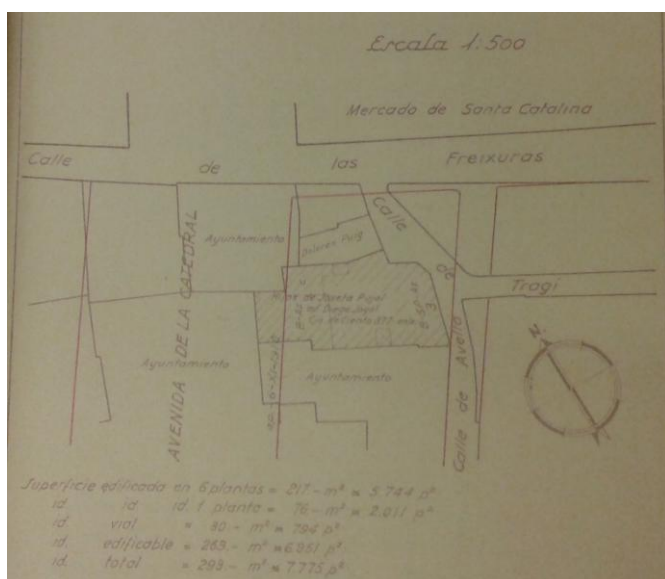 Escala 1:500
Mercado de Santa Catalina
Calle de las Freixuras
Calle
Ayuntamiento
Dolores Puig
AVENIDA DE LA CATEDRAL
Tragi
Ayuntamiento
Ayuntamiento
Calle de Avella
N.
Superficie edificada en 6 plantas = 217.- m² = 5.744 p²
id. id id. 1 planta = 76.- m² = 2.011 p²
id. vial = 30.- m² = 794 p²
id. edificable = 263.- m² = 6.951 p²
id. total = 293.- m² = 7.775 p²